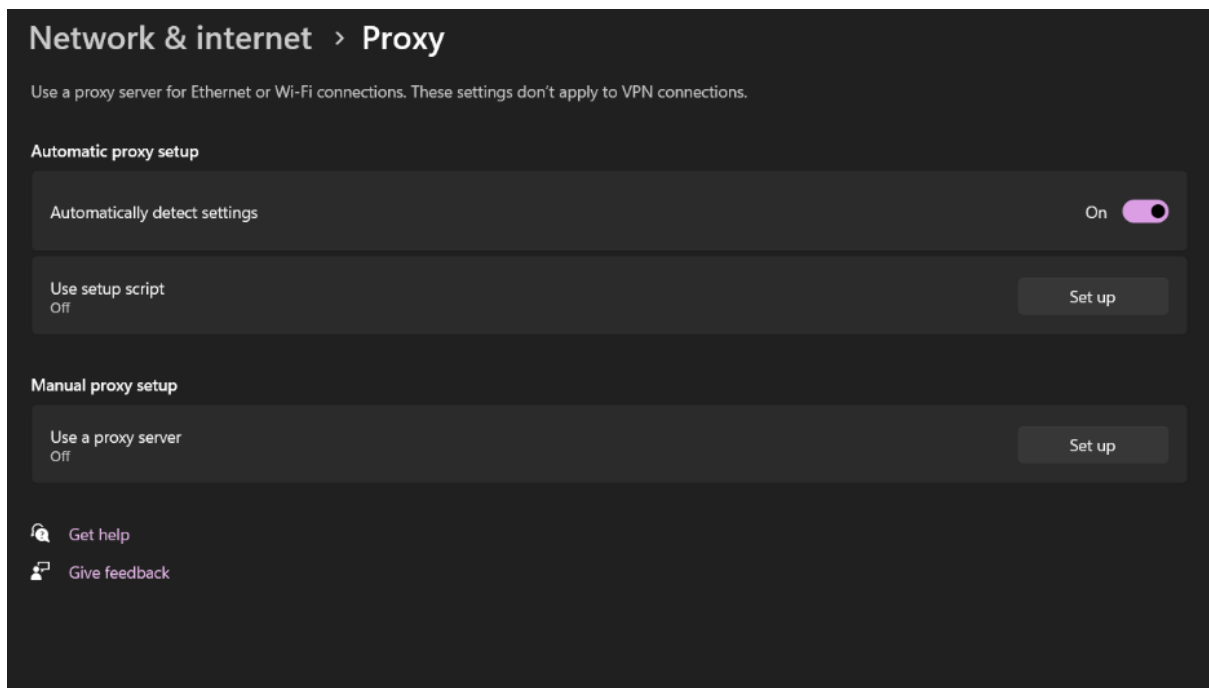 Network & internet > Proxy
Use a proxy server for Ethernet or Wi-Fi connections. These settings don’t apply to VPN connections.
Automatic proxy setup
Automatically detect settings
On
Use setup script
Off
Set up
Manual proxy setup
Use a proxy server
Off
Set up
Get help
Give feedback